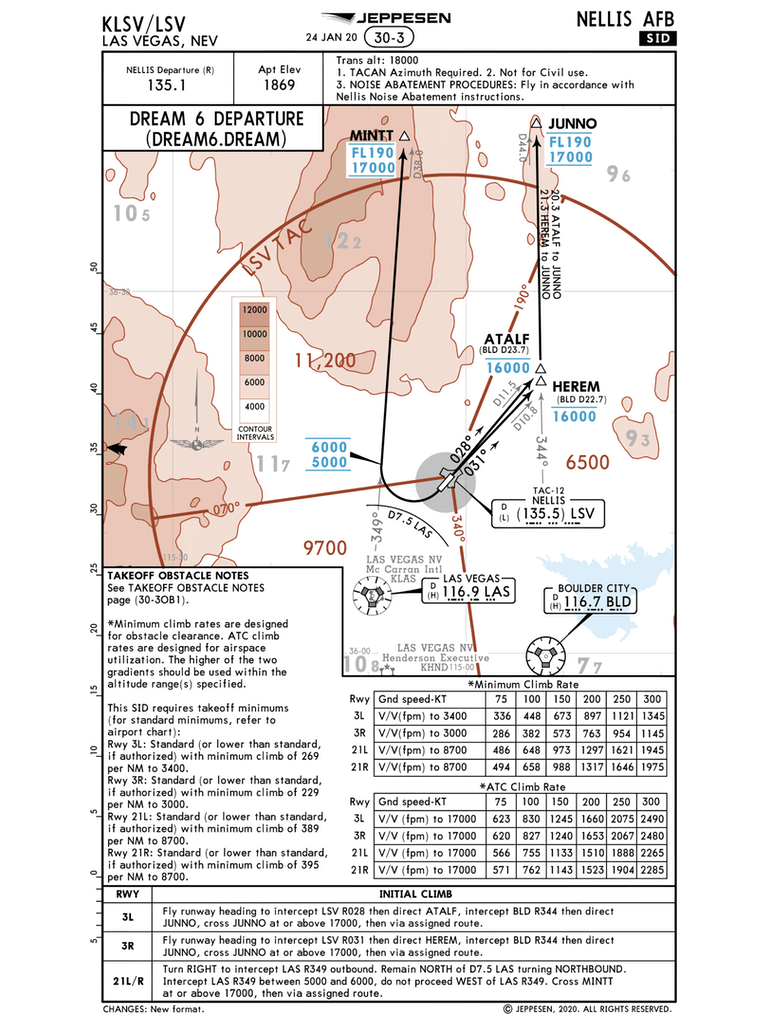 KLSV/LSV
LAS VEGAS, NEV
JEPPESEN
24 JAN 20
30-3
NELLIS AFB
SID
NELLIS Departure (R)
135.1
Apt Elev
1869
Trans alt: 18000
1. TACAN Azimuth Required. 2. Not for Civil use.
3. NOISE ABATEMENT PROCEDURES: Fly in accordance with
Nellis Noise Abatement instructions.
DREAM 6 DEPARTURE
(DREAM6.DREAM)
MINTT
FL190
17000
D38.0
JUNNO
FL190
17000
D44.0
96
105
122
LSV TAC
20.3 ATALF to JUNNO
21.3 HEREM to JUNNO
190°
36-30
12000
10000
8000
6000
4000
CONTOUR
INTERVALS
11,200
ATALF
(BLD D23.7)
16000
HEREM
(BLD D22.7)
16000
D11.5
D10.8
141
N
117
6000
5000
028°
031°
344°
93
6500
070°
349°
340°
D7.5 LAS
TAC-12
NELLIS
D
(L)
(135.5) LSV
9700
115-30
LAS VEGAS NV
Mc Carran Intl
KLAS
LAS VEGAS
D
(H)
116.9 LAS
BOULDER CITY
D
(H)
116.7 BLD
36-00
108
LAS VEGAS NV
Henderson Executive
KHND
115-00
77
50
45
40
35
30
25
20
15
10
5
0
5
TAKEOFF OBSTACLE NOTES
See TAKEOFF OBSTACLE NOTES
page (30-3OB1).
*Minimum climb rates are designed
for obstacle clearance. ATC climb
rates are designed for airspace
utilization. The higher of the two
gradients should be used within the
altitude range(s) specified.
This SID requires takeoff minimums
(for standard minimums, refer to
airport chart):
Rwy 3L: Standard (or lower than standard,
if authorized) with minimum climb of 269
per NM to 3400.
Rwy 3R: Standard (or lower than standard,
if authorized) with minimum climb of 229
per NM to 3000.
Rwy 21L: Standard (or lower than standard,
if authorized) with minimum climb of 389
per NM to 8700.
Rwy 21R: Standard (or lower than standard,
if authorized) with minimum climb of 395
per NM to 8700.
*Minimum Climb Rate
Rwy Gnd speed-KT 75 100 150 200 250 300
3L V/V(fpm) to 3400 336 448 673 897 1121 1345
3R V/V(fpm) to 3000 286 382 573 763 954 1145
21L V/V(fpm) to 8700 486 648 973 1297 1621 1945
21R V/V(fpm) to 8700 494 658 988 1317 1646 1975
*ATC Climb Rate
Rwy Gnd speed-KT 75 100 150 200 250 300
3L V/V (fpm) to 17000 623 830 1245 1660 2075 2490
3R V/V (fpm) to 17000 620 827 1240 1653 2067 2480
21L V/V (fpm) to 17000 566 755 1133 1510 1888 2265
21R V/V (fpm) to 17000 571 762 1143 1523 1904 2285
RWY INITIAL CLIMB
3L Fly runway heading to intercept LSV R028 then direct ATALF, intercept BLD R344 then direct
JUNNO, cross JUNNO at or above 17000, then via assigned route.
3R Fly runway heading to intercept LSV R031 then direct HEREM, intercept BLD R344 then direct
JUNNO, cross JUNNO at or above 17000, then via assigned route.
21L/R Turn RIGHT to intercept LAS R349 outbound. Remain NORTH of D7.5 LAS turning NORTHBOUND.
Intercept LAS R349 between 5000 and 6000, do not proceed WEST of LAS R349. Cross MINTT
at or above 17000, then via assigned route.
CHANGES: New format.
© JEPPESEN, 2020. ALL RIGHTS RESERVED.